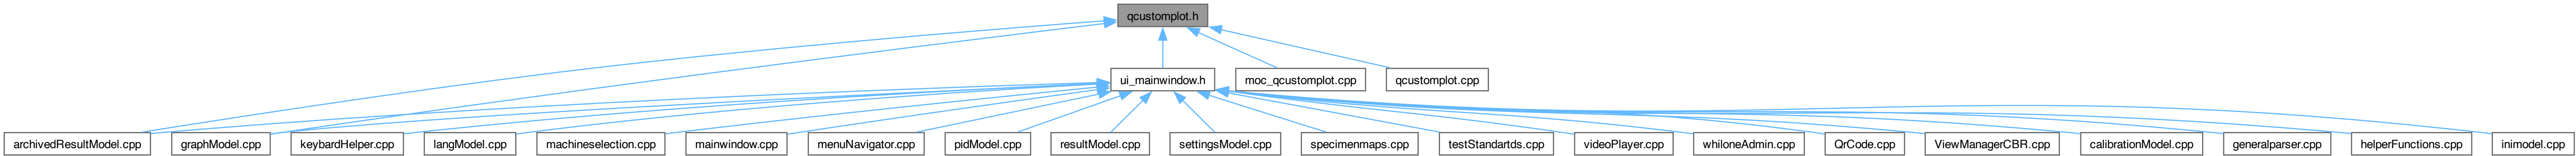 qcustomplot.h
ui_mainwindow.h
moc_qcustomplot.cpp
qcustomplot.cpp
archivedResultModel.cpp
graphModel.cpp
keybardHelper.cpp
langModel.cpp
machineselection.cpp
mainwindow.cpp
menuNavigator.cpp
pidModel.cpp
resultModel.cpp
settingsModel.cpp
specimenmaps.cpp
testStandartds.cpp
videoPlayer.cpp
whiloneAdmin.cpp
QrCode.cpp
ViewManagerCBR.cpp
calibrationModel.cpp
generalparser.cpp
helperFunctions.cpp
inimodel.cpp